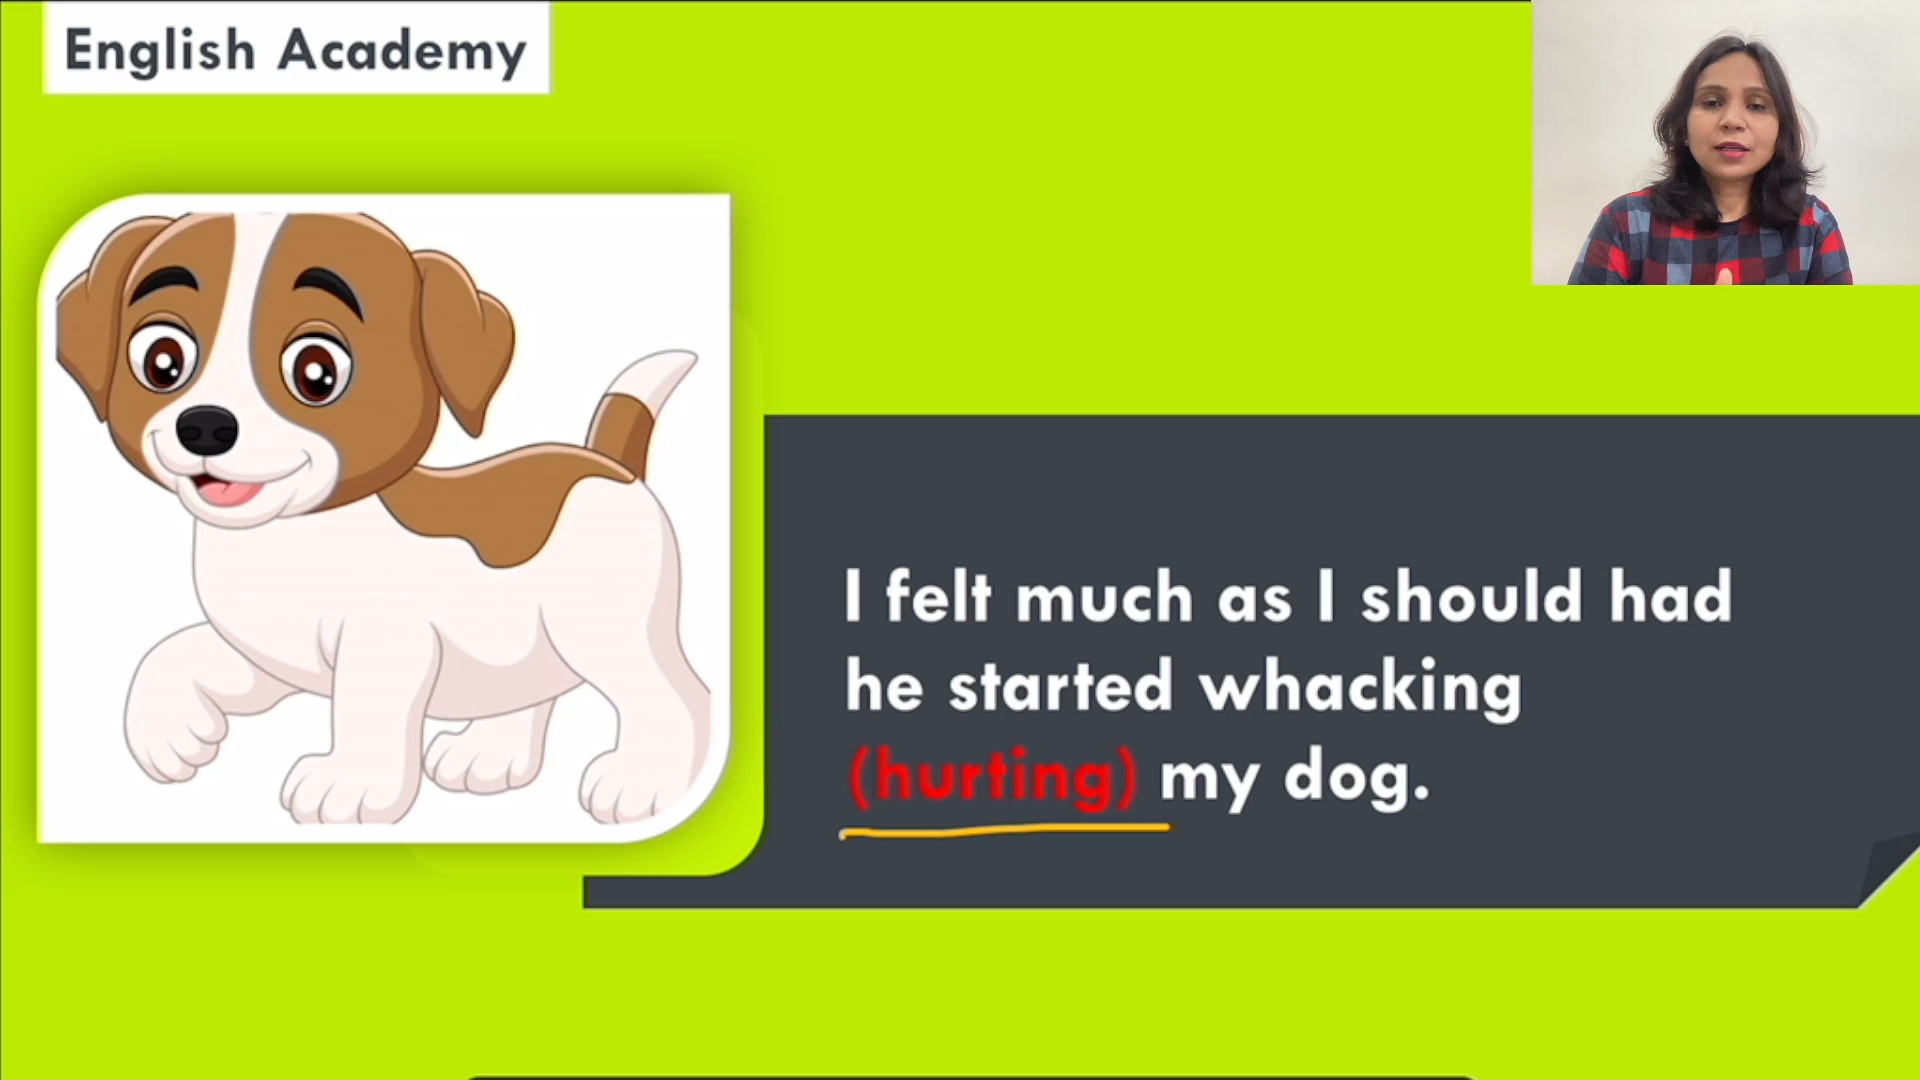 English Academy
I felt much as I should had
he started whacking
(hurting) my dog.